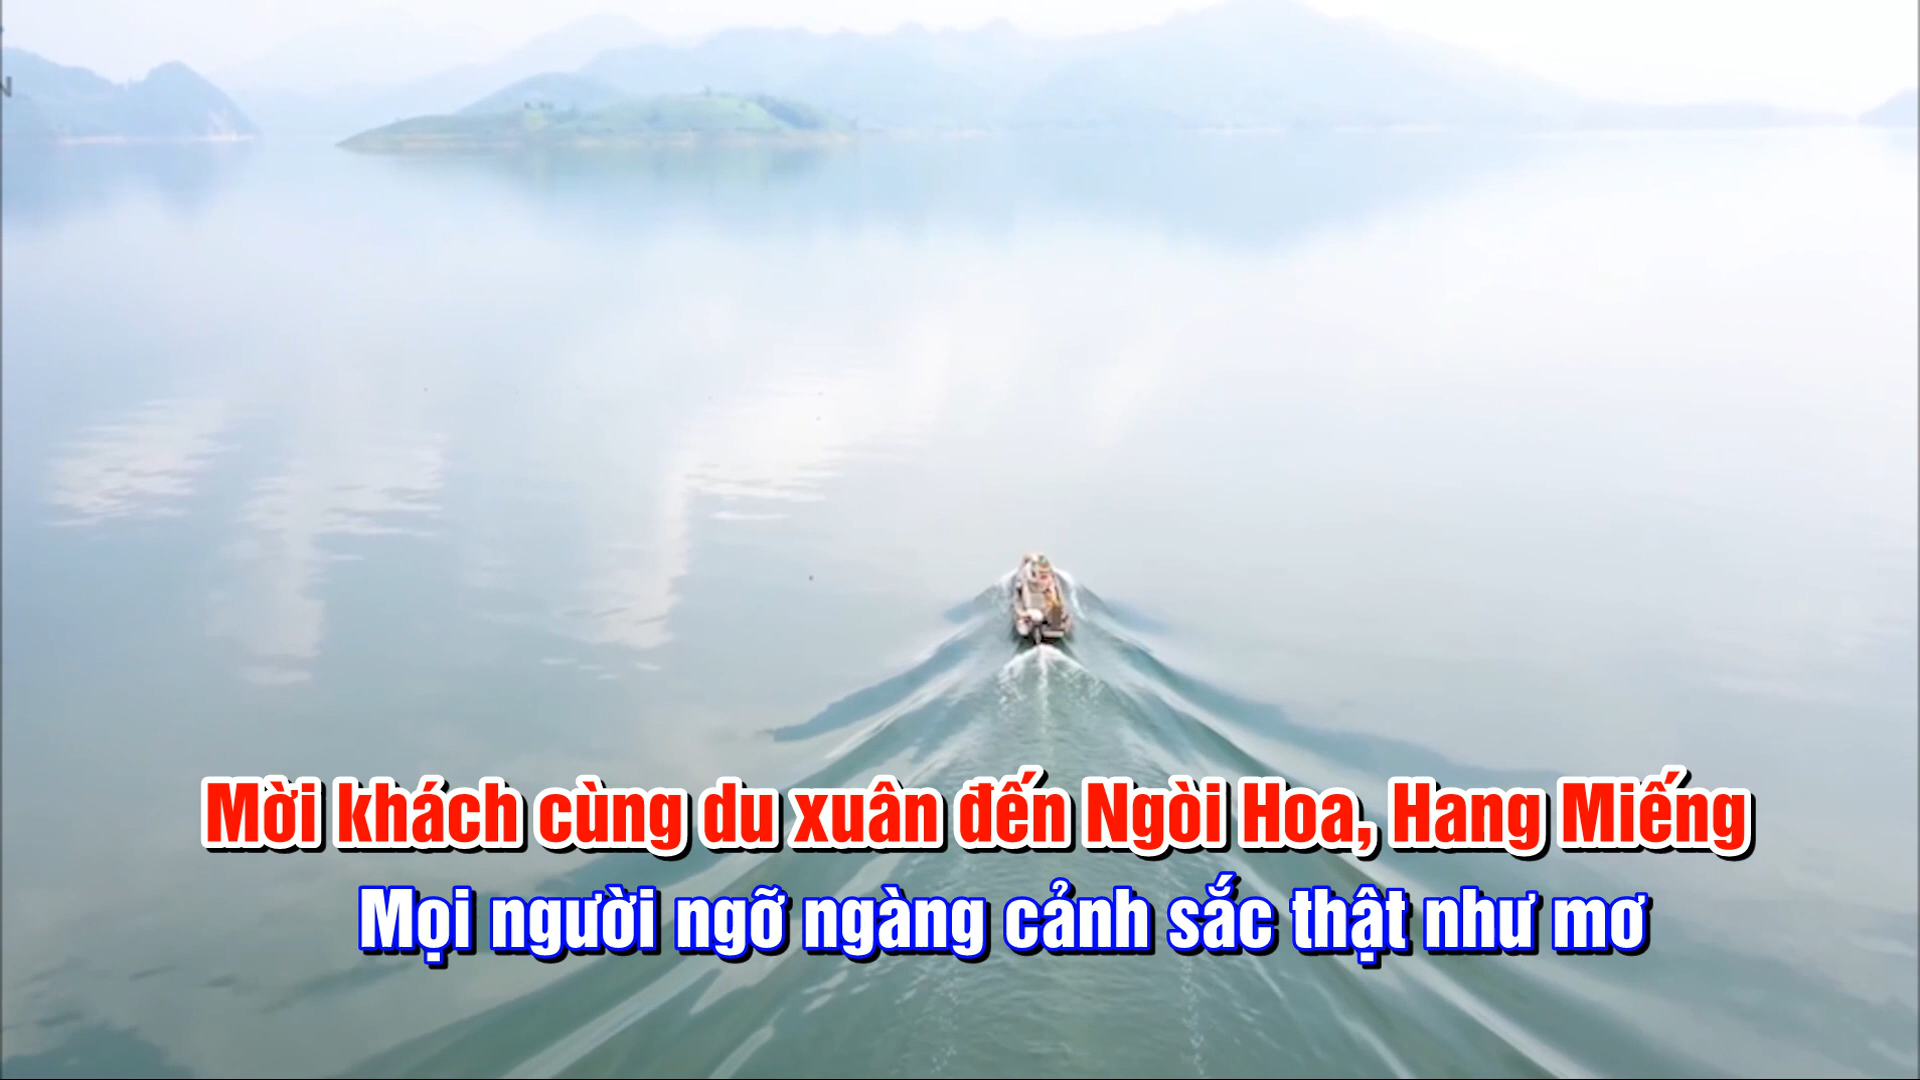 Mời khách cùng du xuân đến Ngòi Hoa, Hang Miếng
Mọi người ngỡ ngàng cảnh sắc thật như mơ